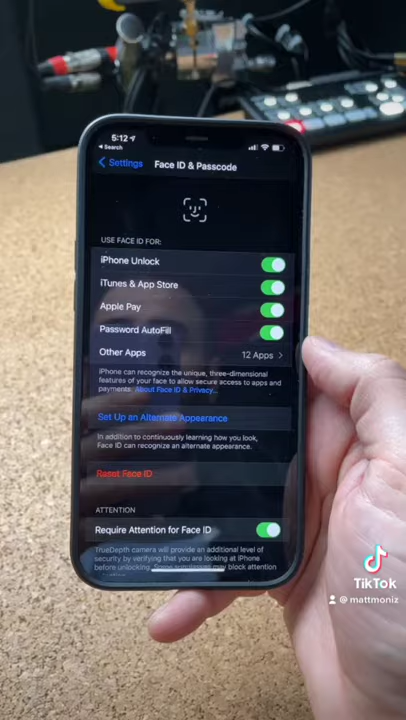 5:12
Search
Settings
Face ID & Passcode
USE FACE ID FOR:
iPhone Unlock
iTunes & App Store
Apple Pay
Password AutoFill
Other Apps
12 Apps
iPhone can recognize the unique, three-dimensional
features of your face to allow secure access to apps and
payments. About Face ID & Privacy...
Set Up an Alternate Appearance
In addition to continuously learning how you look,
Face ID can recognize an alternate appearance.
Reset Face ID
ATTENTION
Require Attention for Face ID
TrueDepth camera will provide an additional level of
security by verifying that you are looking at iPhone
before unlocking. Some sunglasses may block attention
TikTok
@ mattmoniz